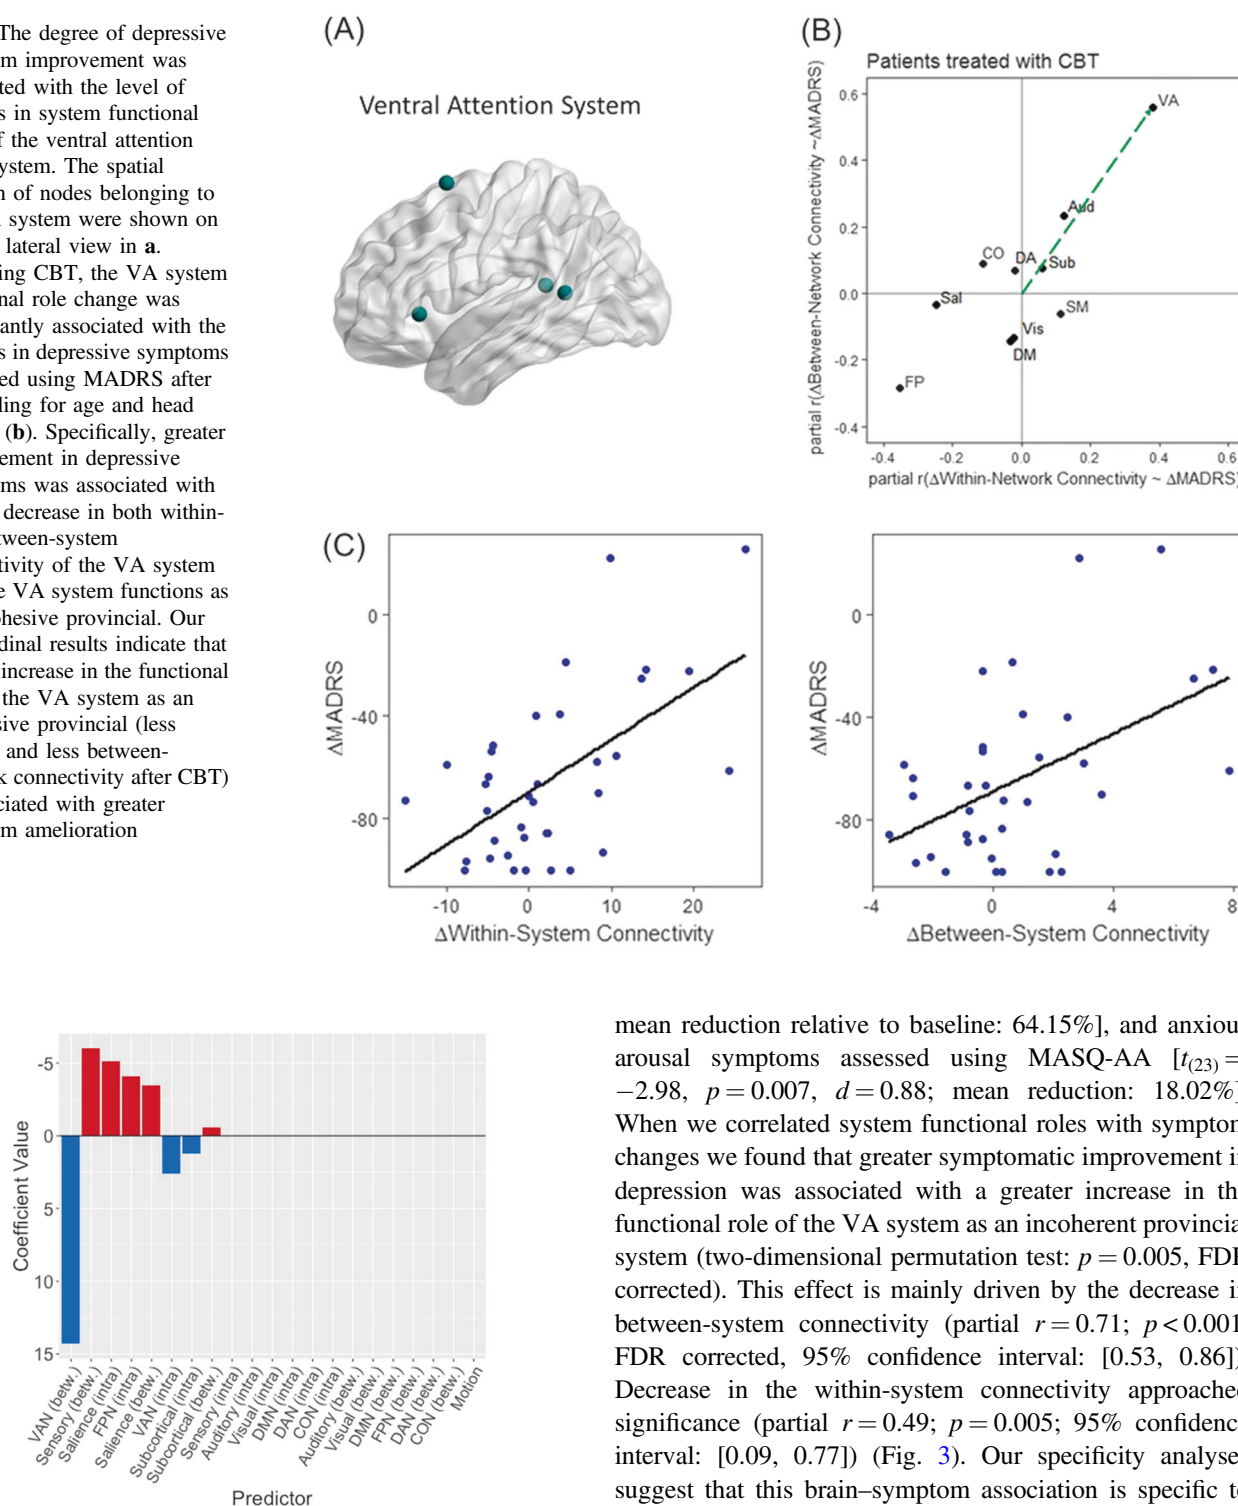 The degree of depressive
m improvement was
ted with the level of
s in system functional
f the ventral attention
ystem. The spatial
n of nodes belonging to
system were shown on
lateral view in a.
ing CBT, the VA system
nal role change was
antly associated with the
s in depressive symptoms
ed using MADRS after
ling for age and head
(b). Specifically, greater
ement in depressive
ms was associated with
decrease in both within-
tween-system
tivity of the VA system
e VA system functions as
hesive provincial. Our
dinal results indicate that
increase in the functional
the VA system as an
sive provincial (less
and less between-
k connectivity after CBT)
ciated with greater
m amelioration
(A)
Ventral Attention System
(B)
Patients treated with CBT
partial r(ΔBetween-Network Connectivity ~ΔMADRS)
0.6
0.4
0.2
0.0
-0.2
-0.4
VA
Aud
CO
DA
Sub
Sal
SM
Vis
DM
FP
-0.4 -0.2 0.0 0.2 0.4 0.6
partial r(ΔWithin-Network Connectivity ~ ΔMADRS)
(C)
ΔMADRS
0
-40
-80
-10 0 10 20
ΔWithin-System Connectivity
ΔMADRS
0
-40
-80
-4 0 4 8
ΔBetween-System Connectivity
Coefficient Value
-5
0
5
10
15
VAN (betw.)
Sensory (betw.)
Salience (intra)
FPN (intra)
Salience (betw.)
VAN (intra)
Subcortical (intra)
Subcortical (betw.)
Sensory (intra)
Auditory (intra)
Visual (intra)
DMN (intra)
DAN (intra)
CON (intra)
Auditory (betw.)
Visual (betw.)
DMN (betw.)
FPN (betw.)
DAN (betw.)
CON (betw.)
Motion
Predictor
mean reduction relative to baseline: 64.15%], and anxiou
arousal symptoms assessed using MASQ-AA [t(23) =
−2.98, p = 0.007, d = 0.88; mean reduction: 18.02%]
When we correlated system functional roles with symptom
changes we found that greater symptomatic improvement i
depression was associated with a greater increase in th
functional role of the VA system as an incoherent provincia
system (two-dimensional permutation test: p = 0.005, FDR
corrected). This effect is mainly driven by the decrease i
between-system connectivity (partial r = 0.71; p < 0.001
FDR corrected, 95% confidence interval: [0.53, 0.86])
Decrease in the within-system connectivity approached
significance (partial r = 0.49; p = 0.005; 95% confidenc
interval: [0.09, 0.77]) (Fig. 3). Our specificity analyse
suggest that this brain–symptom association is specific t